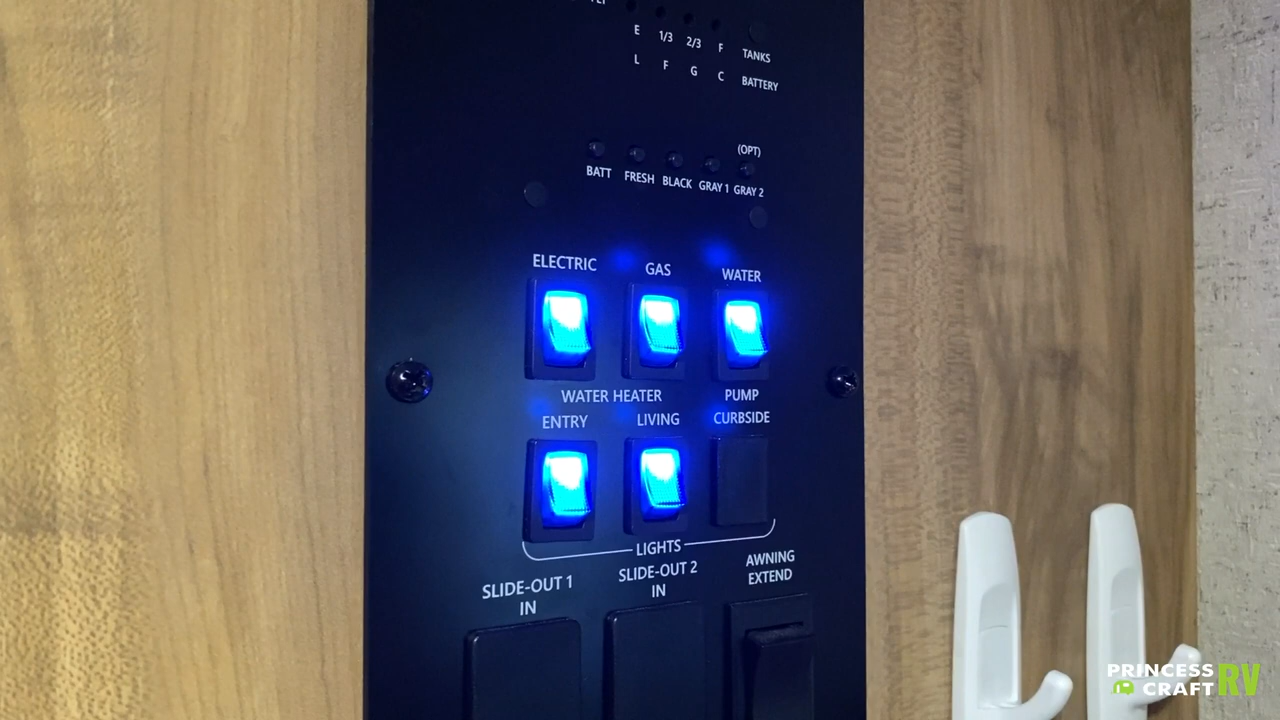 E 1/3 2/3 F TANKS
L F G C BATTERY
(OPT)
BATT FRESH BLACK GRAY 1 GRAY 2
ELECTRIC GAS WATER
WATER HEATER PUMP
ENTRY LIVING CURBSIDE
LIGHTS
SLIDE-OUT 1
IN
SLIDE-OUT 2
IN
AWNING
EXTEND
PRINCESS
CRAFT RV